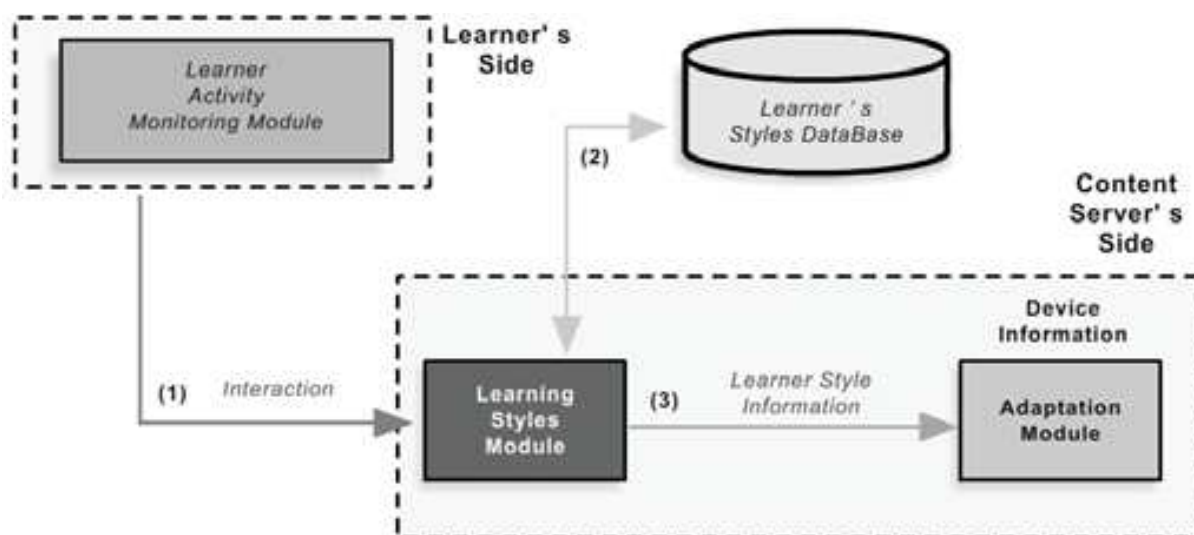 Learner
Activity
Monitoring Module
Learner' s
Side
Learner ' s
Styles DataBase
(2)
Content
Server' s
Side
Device
Information
(1)
Interaction
Learning
Styles
Module
(3)
Learner Style
Information
Adaptation
Module